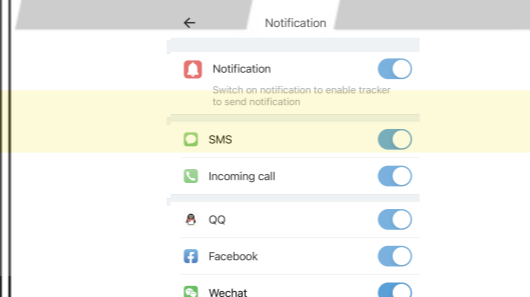 Notification
Notification
Switch on notification to enable tracker
to send notification
SMS
Incoming call
QQ
Facebook
Wechat